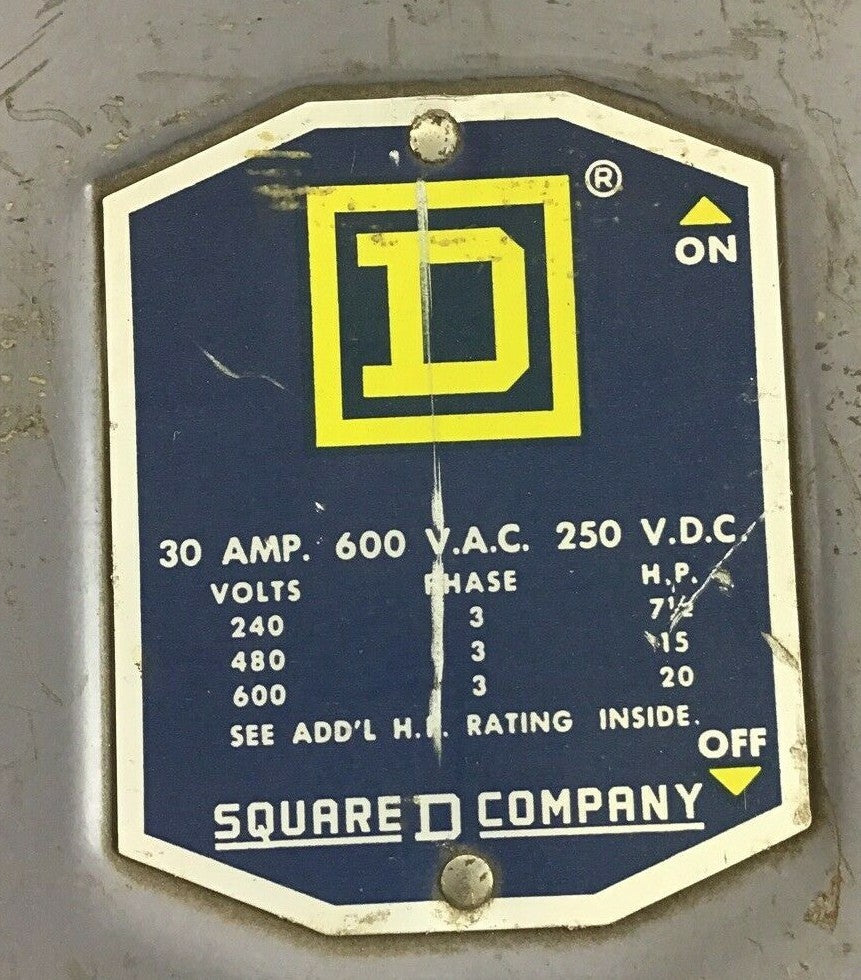 D ®
ON
30 AMP. 600 V.A.C. 250 V.D.C.
VOLTS PHASE H.P.
240 3 7½
480 3 15
600 3 20
SEE ADD'L H.P. RATING INSIDE.
OFF
SQUARE D COMPANY